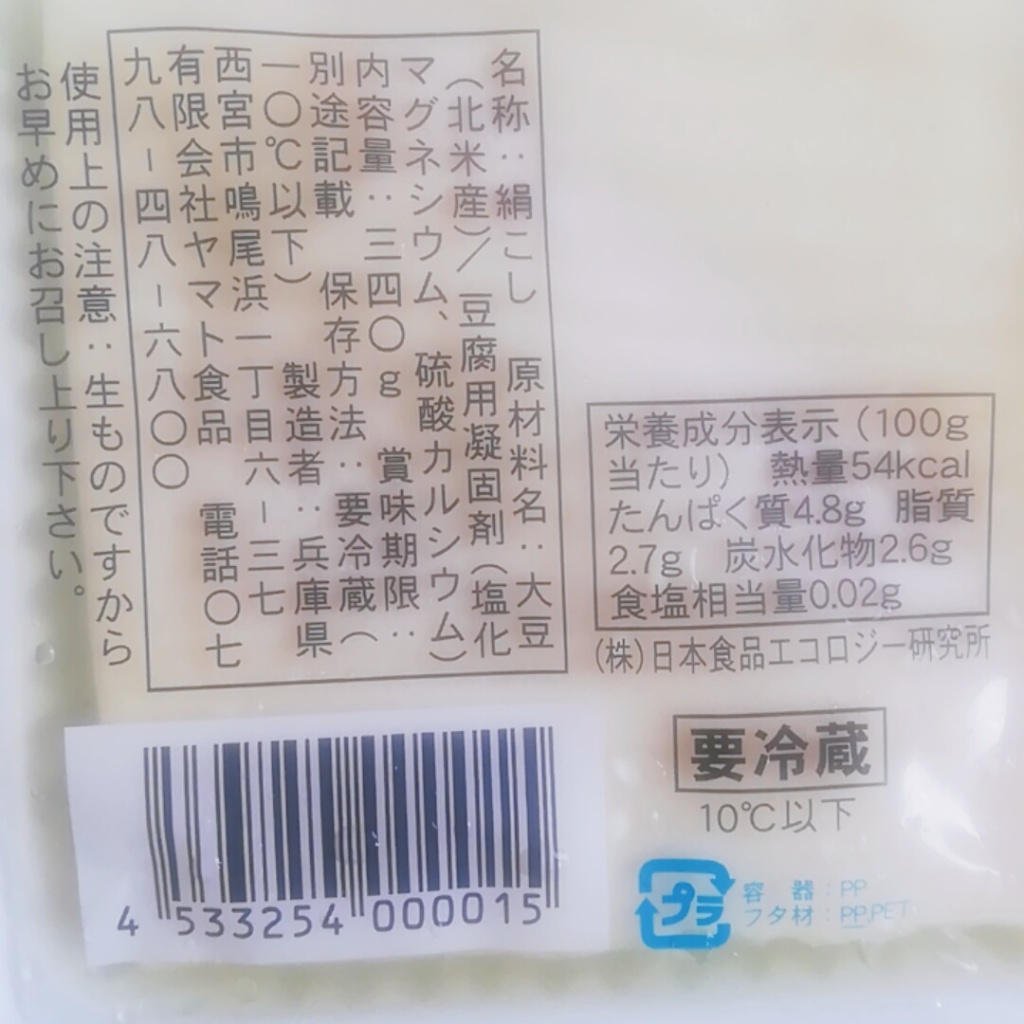 名称：絹こし　原材料名：大豆
（北米産）／豆腐用凝固剤（塩化
マグネシウム、硫酸カルシウム）
内容量：三四〇g　賞味期限：
別途記載　保存方法：要冷蔵（
一〇℃以下）　製造者：兵庫県
西宮市鳴尾浜一丁目六-三七
有限会社ヤマト食品　電話〇七
九八-四八-六八〇〇
使用上の注意：生ものですから
お早めにお召し上り下さい。
栄養成分表示（100g
当たり）　熱量54kcal
たんぱく質4.8g　脂質
2.7g　炭水化物2.6g
食塩相当量0.02g
（株）日本食品エコロジー研究所
要冷蔵
10℃以下
プラ
容　器：PP
フタ材：PP,PET
4 533254 000015